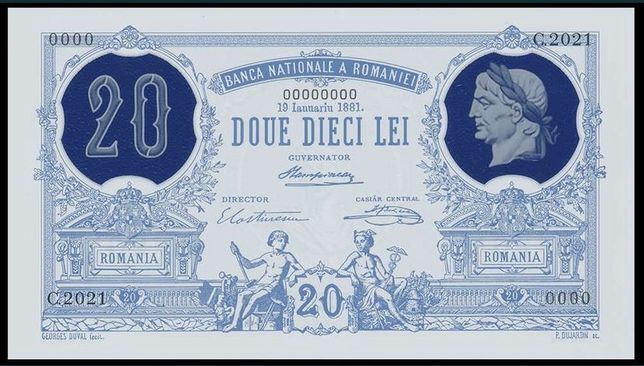 0000 C.2021
BANCA NATIONALE A ROMANIEI
00000000
19 Ianuariu 1881.
20 DOUE DIECI LEI
GUVERNATOR
DIRECTOR CASIAR CENTRAL
ROMANIA ROMANIA
C.2021 20 20 20 0000
GEORGES DUVAL fecit. P. DUJARDIN sc.